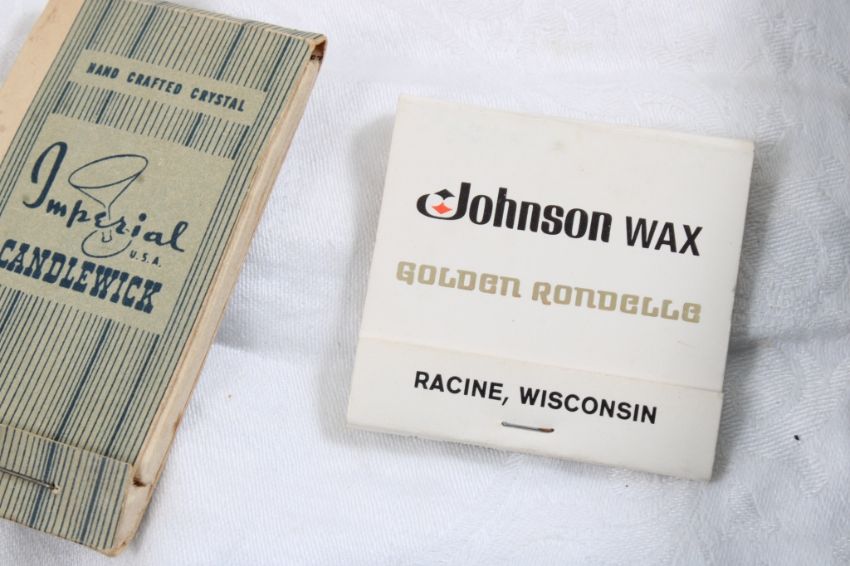 HAND CRAFTED CRYSTAL
Imperial
U.S.A.
CANDLEWICK
Johnson WAX
GOLDEN RONDELLE
RACINE, WISCONSIN